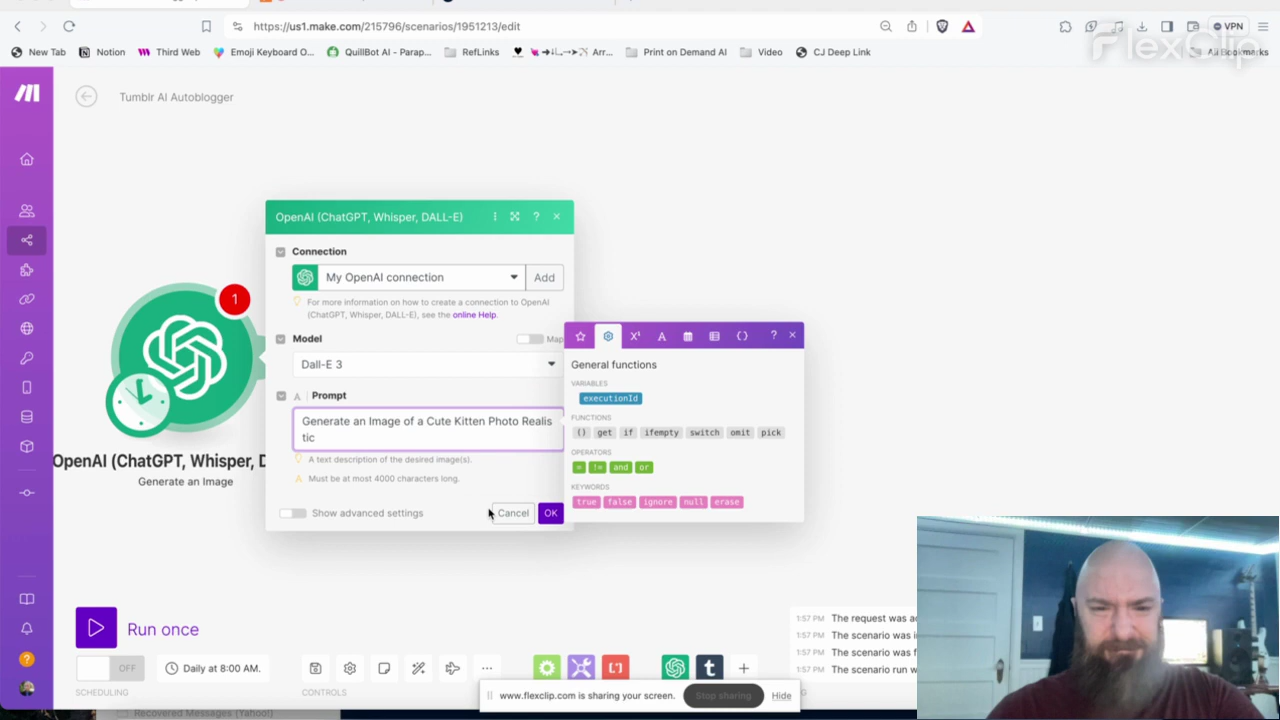 https://us1.make.com/215796/scenarios/1951213/edit
VPN
New Tab
Notion
Third Web
Emoji Keyboard O...
QuillBot AI - Parap...
RefLinks
Arr...
Print on Demand AI
Video
CJ Deep Link
All Bookmarks
FlexClip
Tumblr AI Autoblogger
OpenAI (ChatGPT, Whisper, DALL-E)
Connection
My OpenAI connection
Add
For more information on how to create a connection to OpenAI
(ChatGPT, Whisper, DALL-E), see the online Help.
Model
Map
Dall-E 3
A
Prompt
Generate an Image of a Cute Kitten Photo Realis
tic
A text description of the desired image(s).
Must be at most 4000 characters long.
Show advanced settings
Cancel
OK
General functions
VARIABLES
executionId
FUNCTIONS
() get if ifempty switch omit pick
OPERATORS
= != and or
KEYWORDS
true false ignore null erase
1
OpenAI (ChatGPT, Whisper, D
Generate an Image
Run once
OFF
Daily at 8:00 AM.
SCHEDULING
CONTROLS
1:57 PM The request was ac
1:57 PM The scenario was i
1:57 PM The scenario was f
1:57 PM The scenario run w
www.flexclip.com is sharing your screen.
Stop sharing
Hide
Recovered Messages (Yahoo!)